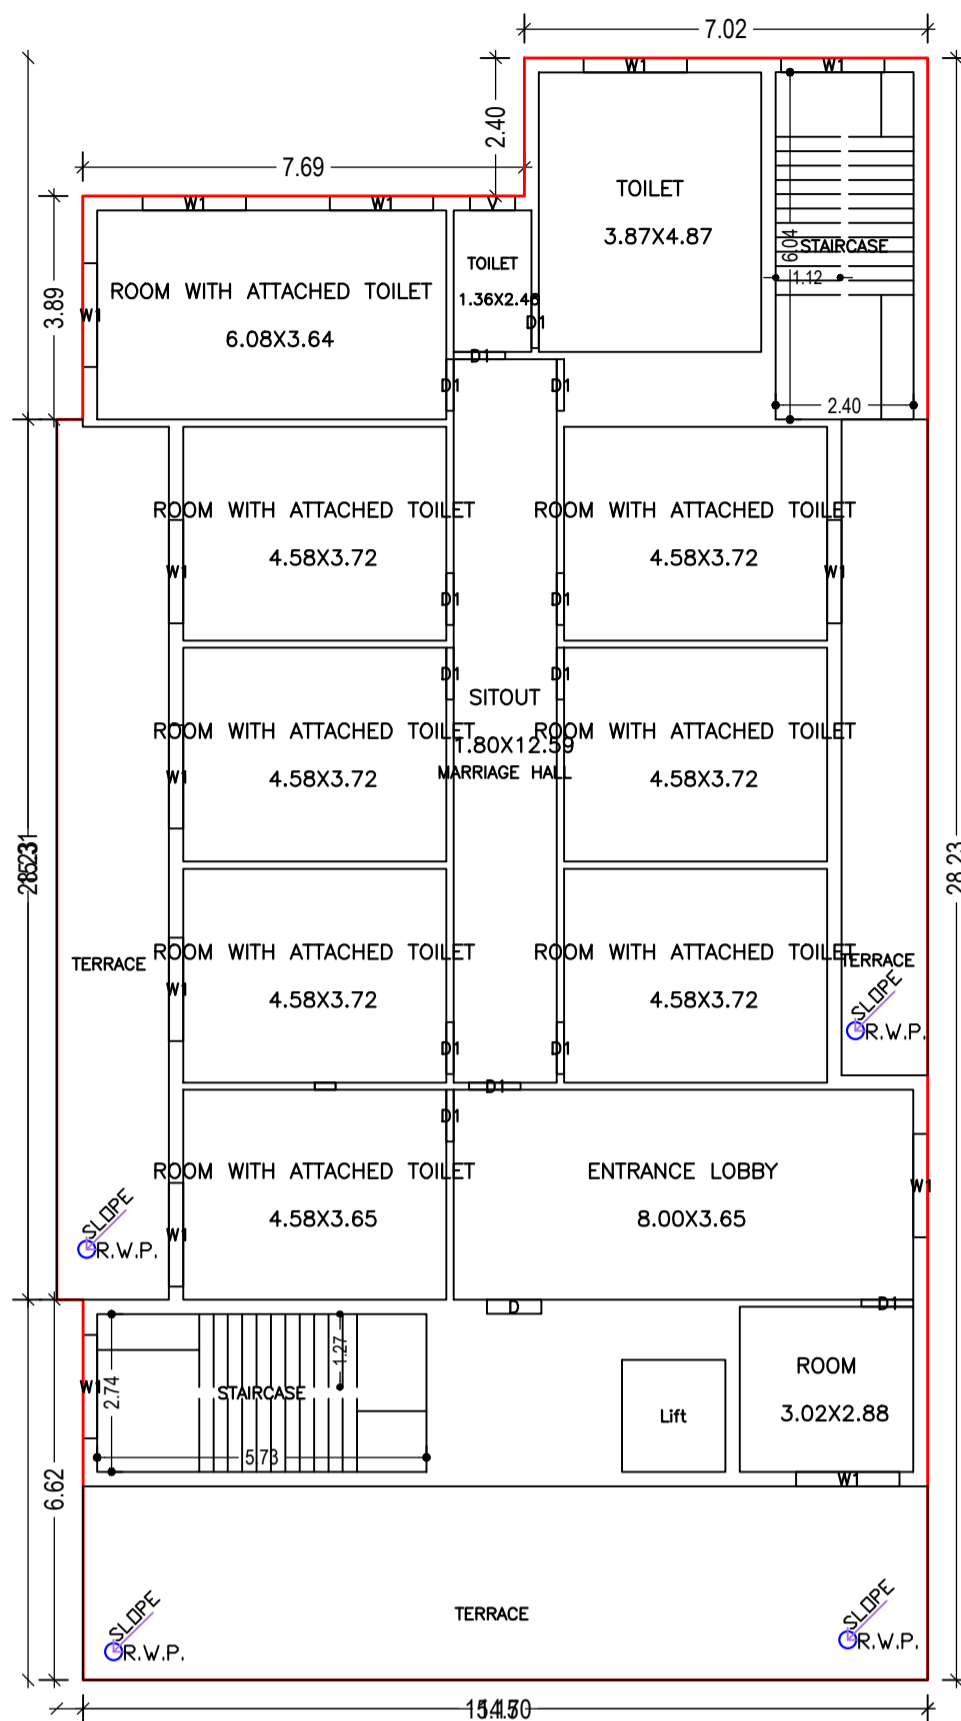 7.02
W1
W1
2.40
7.69
TOILET
3.87X4.87
W1
W1
V
6.04
STAIRCASE
TOILET
1.12
3.89
ROOM WITH ATTACHED TOILET
1.36X2.46
W1
D1
6.08X3.64
D1
D1
D1
2.40
ROOM WITH ATTACHED TOILET
ROOM WITH ATTACHED TOILET
4.58X3.72
4.58X3.72
W1
W1
D1
D1
D1
D1
SITOUT
ROOM WITH ATTACHED TOILET
ROOM WITH ATTACHED TOILET
1.80X12.59
MARRIAGE HALL
4.58X3.72
4.58X3.72
W1
28.23
ROOM WITH ATTACHED TOILET
ROOM WITH ATTACHED TOILET
TERRACE
TERRACE
4.58X3.72
4.58X3.72
W1
SLOPE
R.W.P.
D1
D1
D1
D1
ROOM WITH ATTACHED TOILET
ENTRANCE LOBBY
W1
4.58X3.65
8.00X3.65
SLOPE
R.W.P.
W1
D
D1
1.27
ROOM
2.74
W1
STAIRCASE
3.02X2.88
Lift
5.73
W1
6.62
TERRACE
SLOPE
R.W.P.
SLOPE
R.W.P.